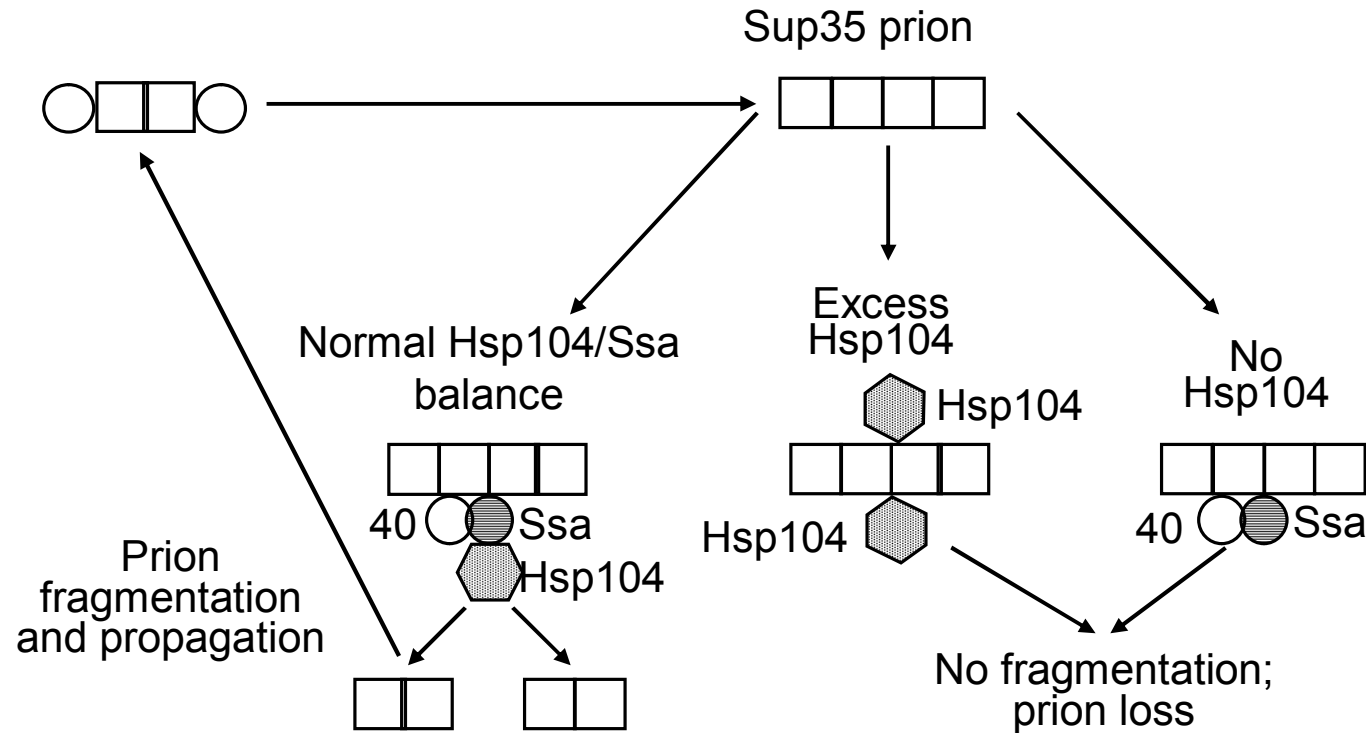 Sup35 prion
Normal Hsp104/Ssa
balance
Excess
Hsp104
No
Hsp104
Hsp104
40
Ssa
Hsp104
Hsp104
40
Ssa
Prion
fragmentation
and propagation
No fragmentation;
prion loss